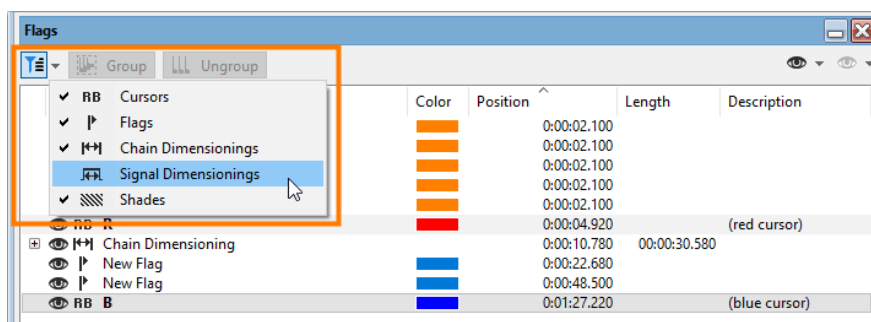 Flags
Group Ungroup
RB Cursors
Flags
Chain Dimensionings
Signal Dimensionings
Shades
Color Position Length Description
0:00:02.100
0:00:02.100
0:00:02.100
0:00:02.100
0:00:02.100
RB R 0:00:04.920 (red cursor)
Chain Dimensioning 0:00:10.780 00:00:30.580
New Flag 0:00:22.680
New Flag 0:00:48.500
RB B 0:01:27.220 (blue cursor)